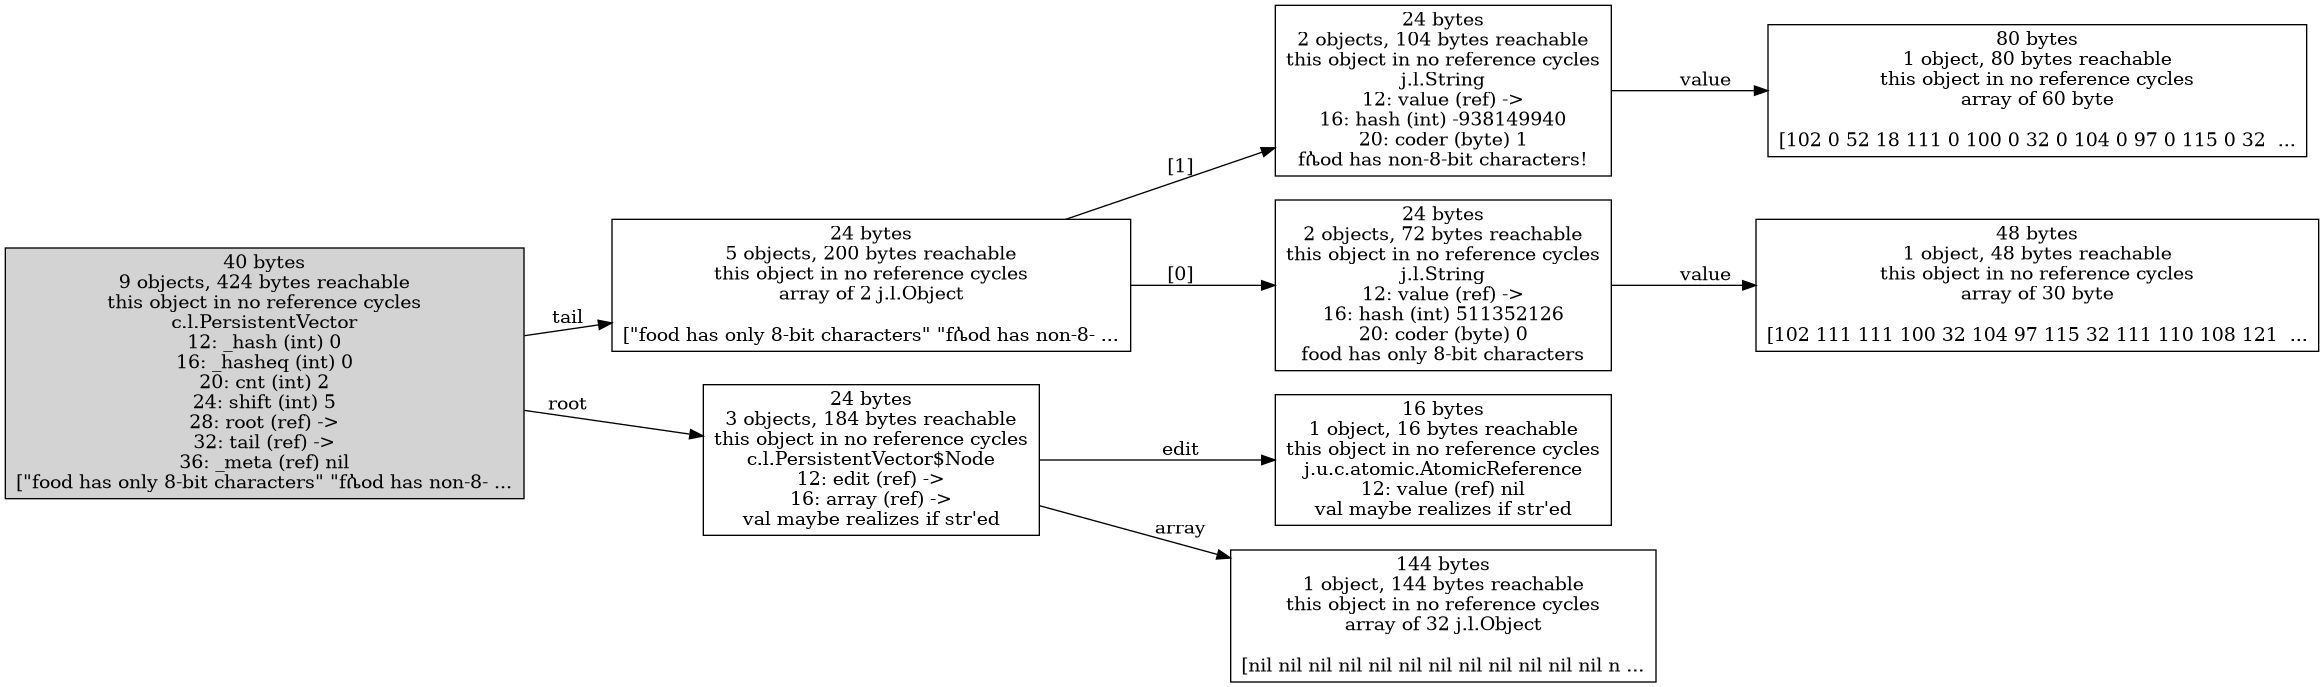 40 bytes
9 objects, 424 bytes reachable
this object in no reference cycles
c.l.PersistentVector
12: _hash (int) 0
16: _hasheq (int) 0
20: cnt (int) 2
24: shift (int) 5
28: root (ref) ->
32: tail (ref) ->
36: _meta (ref) nil
["food has only 8-bit characters" "fሴod has non-8- ...
tail
root
24 bytes
5 objects, 200 bytes reachable
this object in no reference cycles
array of 2 j.l.Object
["food has only 8-bit characters" "fሴod has non-8- ...
24 bytes
3 objects, 184 bytes reachable
this object in no reference cycles
c.l.PersistentVector$Node
12: edit (ref) ->
16: array (ref) ->
val maybe realizes if str'ed
[1]
[0]
edit
array
24 bytes
2 objects, 104 bytes reachable
this object in no reference cycles
j.l.String
12: value (ref) ->
16: hash (int) -938149940
20: coder (byte) 1
fሴod has non-8-bit characters!
24 bytes
2 objects, 72 bytes reachable
this object in no reference cycles
j.l.String
12: value (ref) ->
16: hash (int) 511352126
20: coder (byte) 0
food has only 8-bit characters
16 bytes
1 object, 16 bytes reachable
this object in no reference cycles
j.u.c.atomic.AtomicReference
12: value (ref) nil
val maybe realizes if str'ed
144 bytes
1 object, 144 bytes reachable
this object in no reference cycles
array of 32 j.l.Object
[nil nil nil nil nil nil nil nil nil nil nil nil n ...
value
value
80 bytes
1 object, 80 bytes reachable
this object in no reference cycles
array of 60 byte
[102 0 52 18 111 0 100 0 32 0 104 0 97 0 115 0 32  ...
48 bytes
1 object, 48 bytes reachable
this object in no reference cycles
array of 30 byte
[102 111 111 100 32 104 97 115 32 111 110 108 121  ...